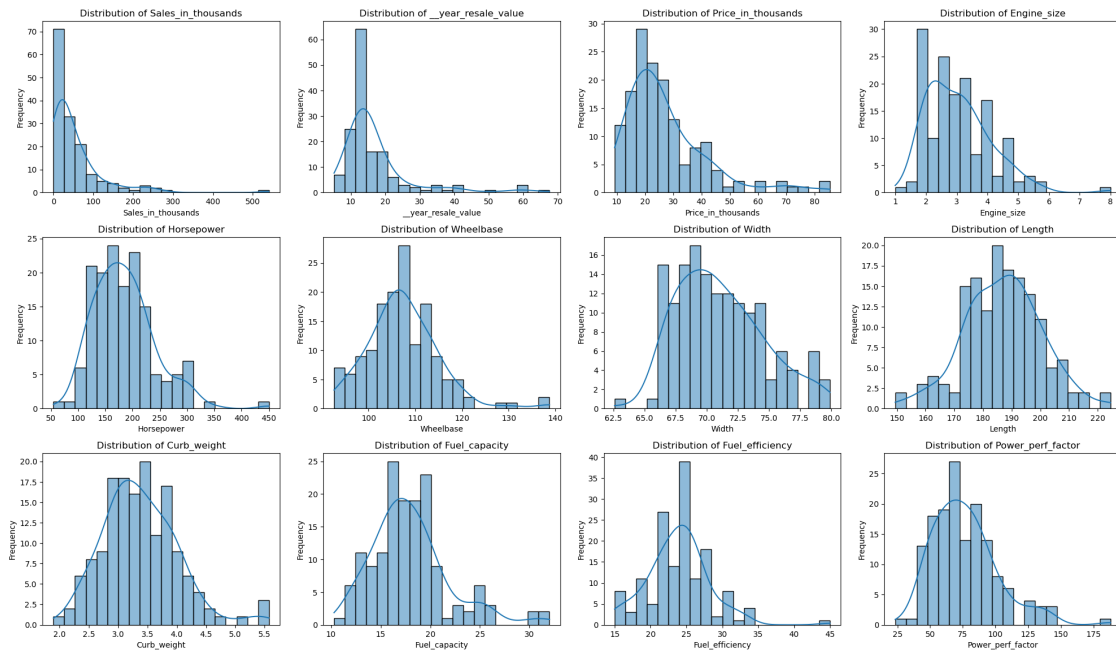 Distribution of Sales_in_thousands
Frequency
70
60
50
40
30
20
10
0
0 100 200 300 400 500
Sales_in_thousands
Distribution of __year_resale_value
Frequency
60
50
40
30
20
10
0
10 20 30 40 50 60 70
__year_resale_value
Distribution of Price_in_thousands
Frequency
30
25
20
15
10
5
0
10 20 30 40 50 60 70 80
Price_in_thousands
Distribution of Engine_size
Frequency
30
25
20
15
10
5
0
1 2 3 4 5 6 7 8
Engine_size
Distribution of Horsepower
Frequency
25
20
15
10
5
0
50 100 150 200 250 300 350 400 450
Horsepower
Distribution of Wheelbase
Frequency
25
20
15
10
5
0
100 110 120 130 140
Wheelbase
Distribution of Width
Frequency
16
14
12
10
8
6
4
2
0
62.5 65.0 67.5 70.0 72.5 75.0 77.5 80.0
Width
Distribution of Length
Frequency
20.0
17.5
15.0
12.5
10.0
7.5
5.0
2.5
0.0
150 160 170 180 190 200 210 220
Length
Distribution of Curb_weight
Frequency
20.0
17.5
15.0
12.5
10.0
7.5
5.0
2.5
0.0
2.0 2.5 3.0 3.5 4.0 4.5 5.0 5.5
Curb_weight
Distribution of Fuel_capacity
Frequency
25
20
15
10
5
0
10 15 20 25 30
Fuel_capacity
Distribution of Fuel_efficiency
Frequency
40
35
30
25
20
15
10
5
0
15 20 25 30 35 40 45
Fuel_efficiency
Distribution of Power_perf_factor
Frequency
25
20
15
10
5
0
25 50 75 100 125 150 175
Power_perf_factor